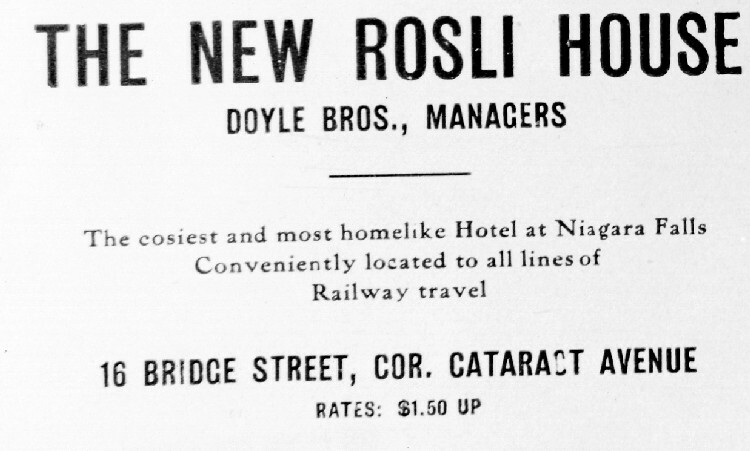 THE NEW ROSLI HOUSE
DOYLE BROS., MANAGERS
The cosiest and most homelike Hotel at Niagara Falls
Conveniently located to all lines of
Railway travel
16 BRIDGE STREET, COR. CATARACT AVENUE
RATES: $1.50 UP